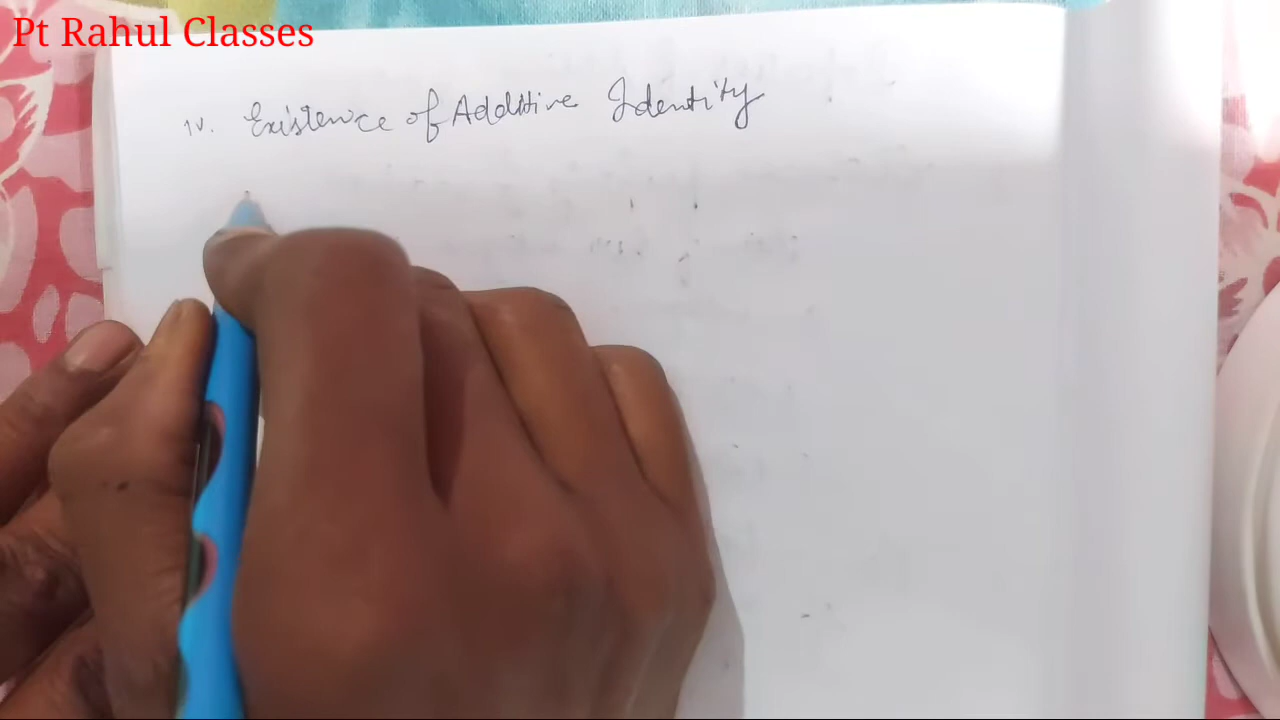 Pt Rahul Classes
IV. Existence of Additive Identity